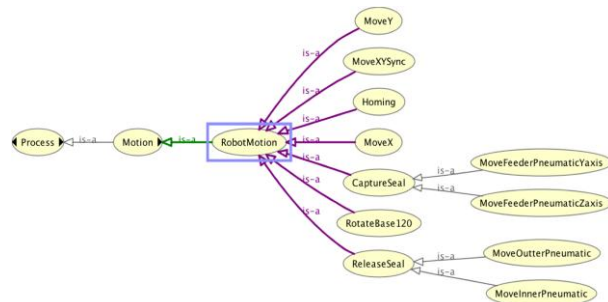 MoveY
is-a
MoveXYSync
is-a
Homing
is-a
Process
is-a
Motion
is-a
RobotMotion
is-a
MoveX
is-a
CaptureSeal
is-a
MoveFeederPneumaticYaxis
is-a
MoveFeederPneumaticZaxis
is-a
RotateBase120
is-a
ReleaseSeal
is-a
MoveOutterPneumatic
is-a
MoveInnerPneumatic